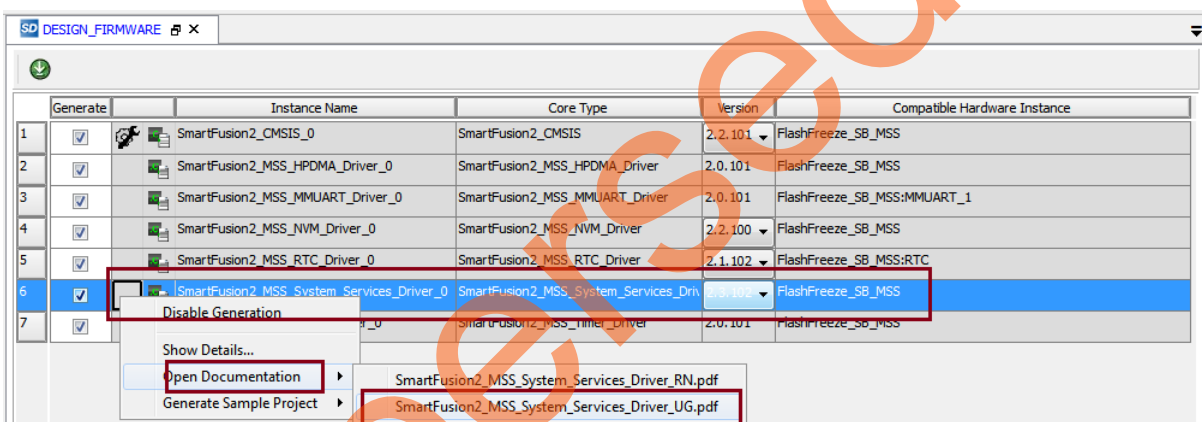 SD DESIGN_FIRMWARE
Generate Instance Name Core Type Version Compatible Hardware Instance
1 SmartFusion2_CMSIS_0 SmartFusion2_CMSIS 2.2.101 FlashFreeze_SB_MSS
2 SmartFusion2_MSS_HPDMA_Driver_0 SmartFusion2_MSS_HPDMA_Driver 2.0.101 FlashFreeze_SB_MSS
3 SmartFusion2_MSS_MMUART_Driver_0 SmartFusion2_MSS_MMUART_Driver 2.0.101 FlashFreeze_SB_MSS:MMUART_1
4 SmartFusion2_MSS_NVM_Driver_0 SmartFusion2_MSS_NVM_Driver 2.2.100 FlashFreeze_SB_MSS
5 SmartFusion2_MSS_RTC_Driver_0 SmartFusion2_MSS_RTC_Driver 2.1.102 FlashFreeze_SB_MSS:RTC
6 SmartFusion2_MSS_System_Services_Driver_0 SmartFusion2_MSS_System_Services_Driv 2.3.102 FlashFreeze_SB_MSS
7 SmartFusion2_MSS_Timer_Driver 2.0.101 FlashFreeze_SB_MSS
Disable Generation
Show Details...
Open Documentation
Generate Sample Project
SmartFusion2_MSS_System_Services_Driver_RN.pdf
SmartFusion2_MSS_System_Services_Driver_UG.pdf